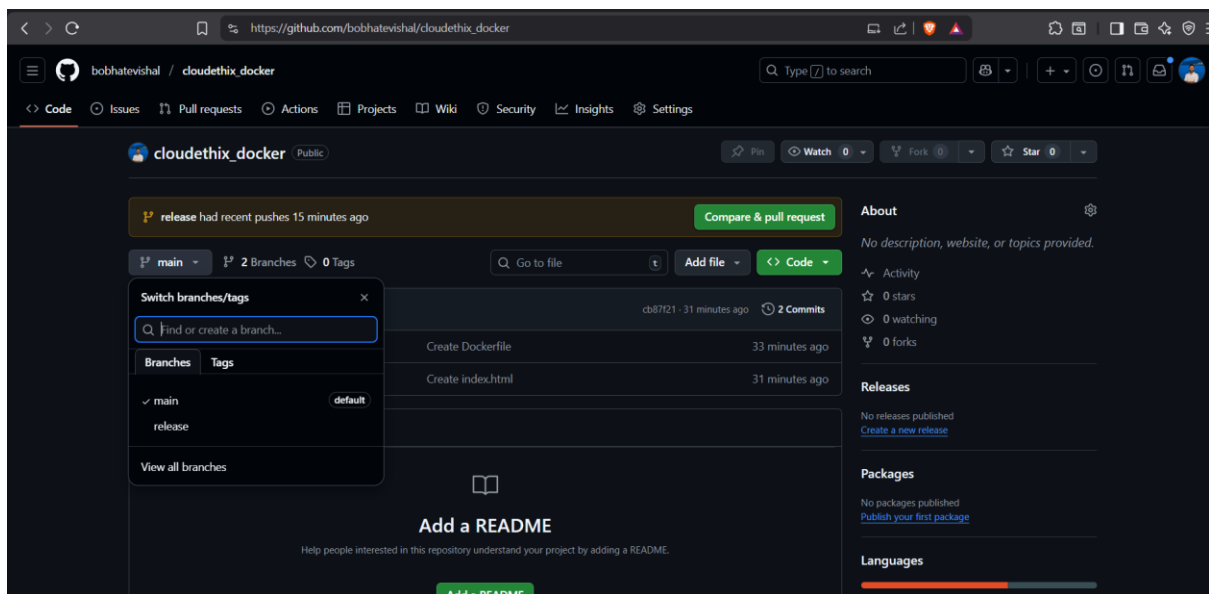 https://github.com/bobhatevishal/cloudethix_docker
bobhatevishal / cloudethix_docker
Type / to search
Code Issues Pull requests Actions Projects Wiki Security Insights Settings
cloudethix_docker Public
Pin Watch 0 Fork 0 Star 0
release had recent pushes 15 minutes ago Compare & pull request
main 2 Branches 0 Tags Go to file t Add file Code
Switch branches/tags
Find or create a branch...
Branches Tags
main default
release
View all branches
cb87f21 · 31 minutes ago 2 Commits
Create Dockerfile 33 minutes ago
Create index.html 31 minutes ago
Add a README
Help people interested in this repository understand your project by adding a README.
Add a README
About
No description, website, or topics provided.
Activity
0 stars
0 watching
0 forks
Releases
No releases published
Create a new release
Packages
No packages published
Publish your first package
Languages